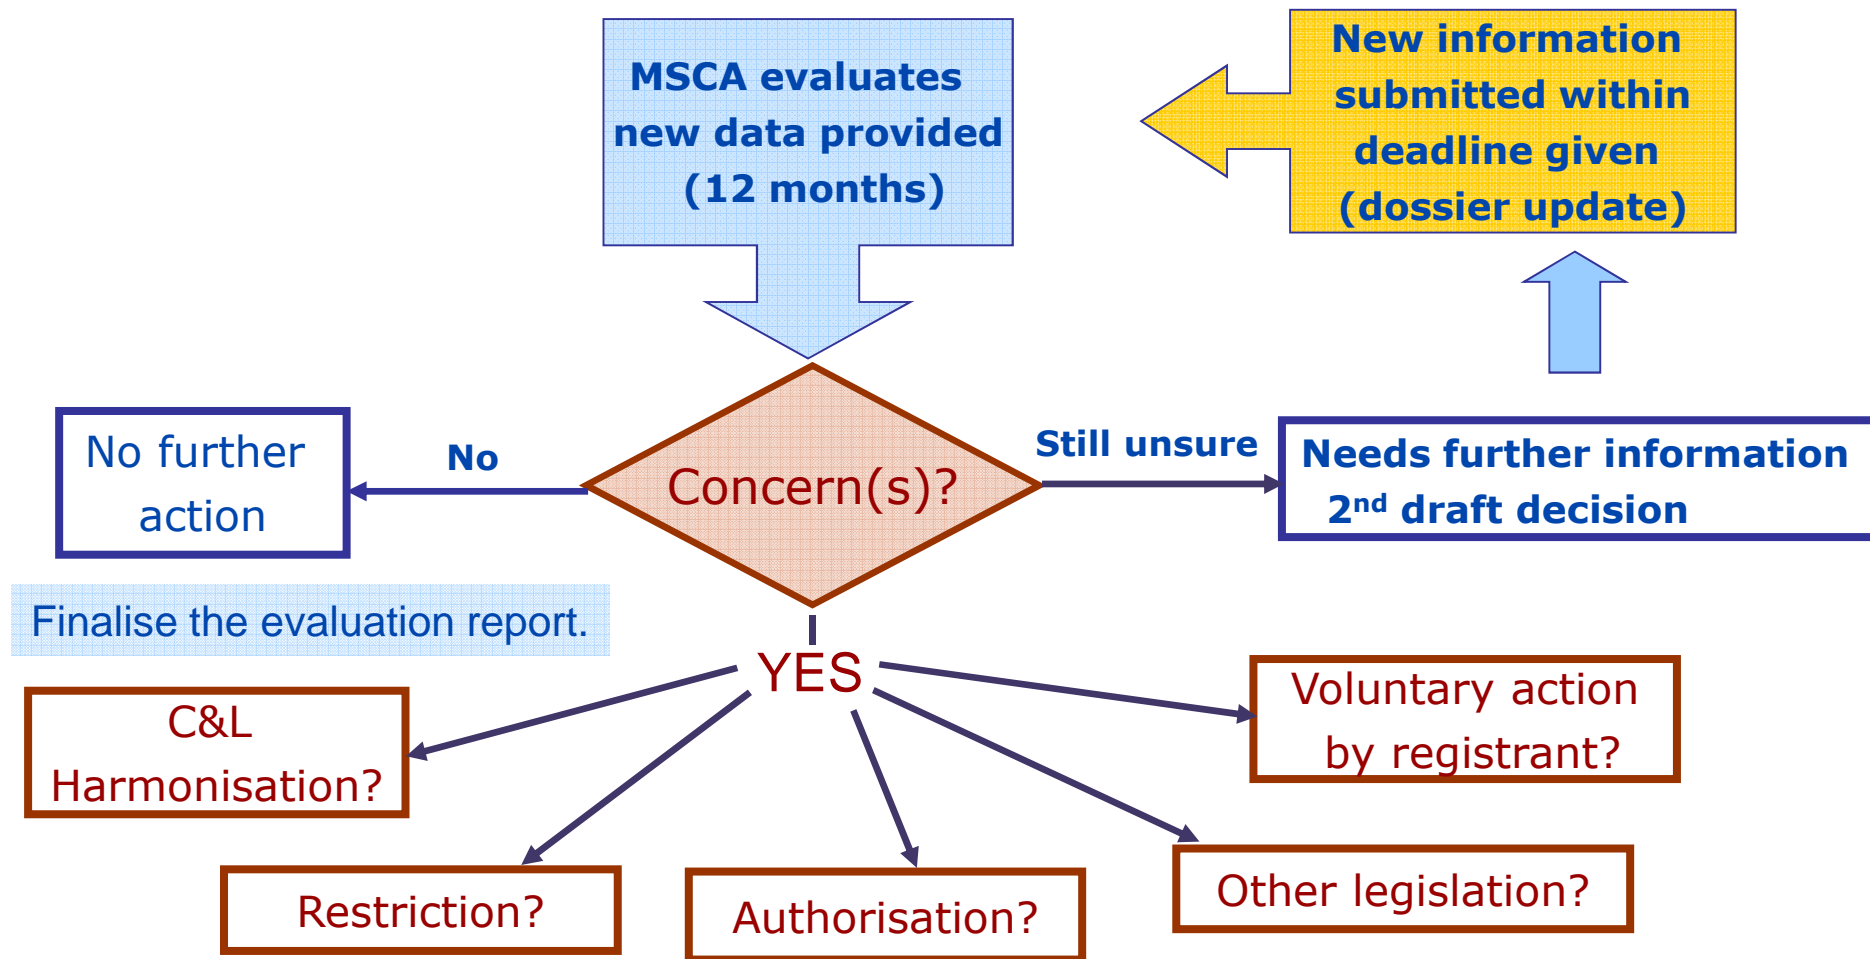 MSCA evaluates
new data provided
(12 months)
New information
submitted within
deadline given
(dossier update)
No further
action
No
Concern(s)?
Still unsure
Needs further information
2nd draft decision
Finalise the evaluation report.
YES
C&L
Harmonisation?
Restriction?
Authorisation?
Other legislation?
Voluntary action
by registrant?